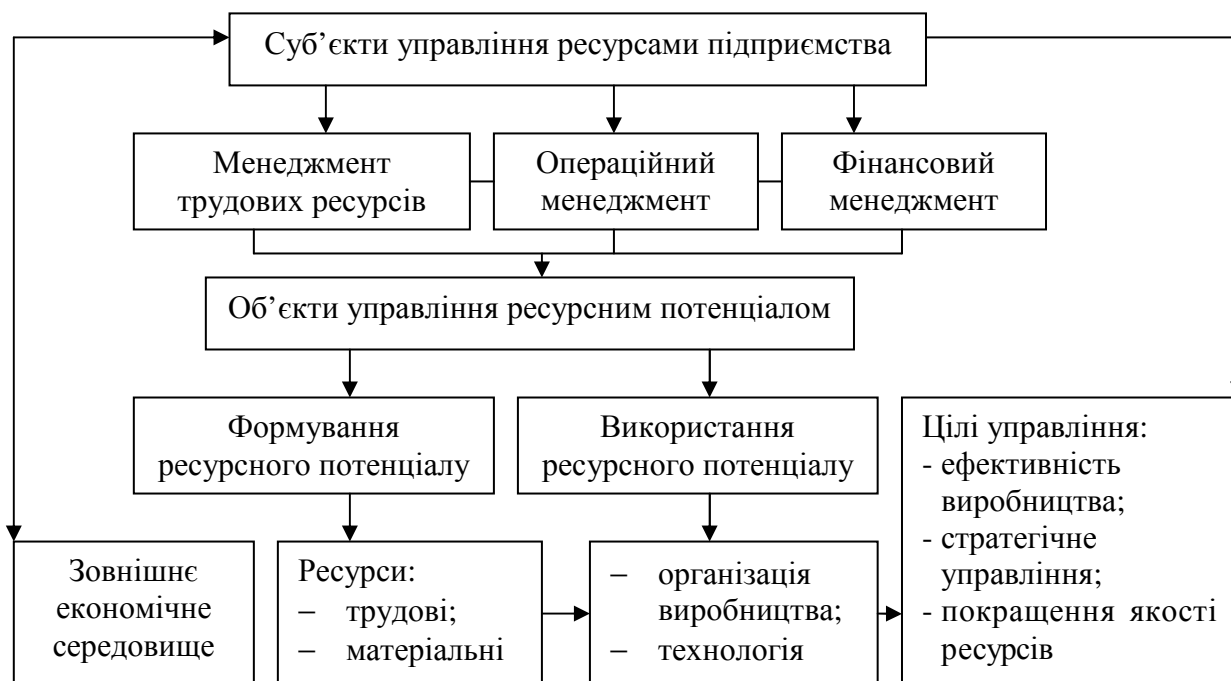 Суб’єкти управління ресурсами підприємства
Менеджмент
трудових ресурсів
Операційний
менеджмент
Фінансовий
менеджмент
Об’єкти управління ресурсним потенціалом
Формування
ресурсного потенціалу
Використання
ресурсного потенціалу
Цілі управління:
- ефективність
виробництва;
- стратегічне
управління;
- покращення якості
ресурсів
Зовнішнє
економічне
середовище
Ресурси:
– трудові;
– матеріальні
– організація
виробництва;
– технологія